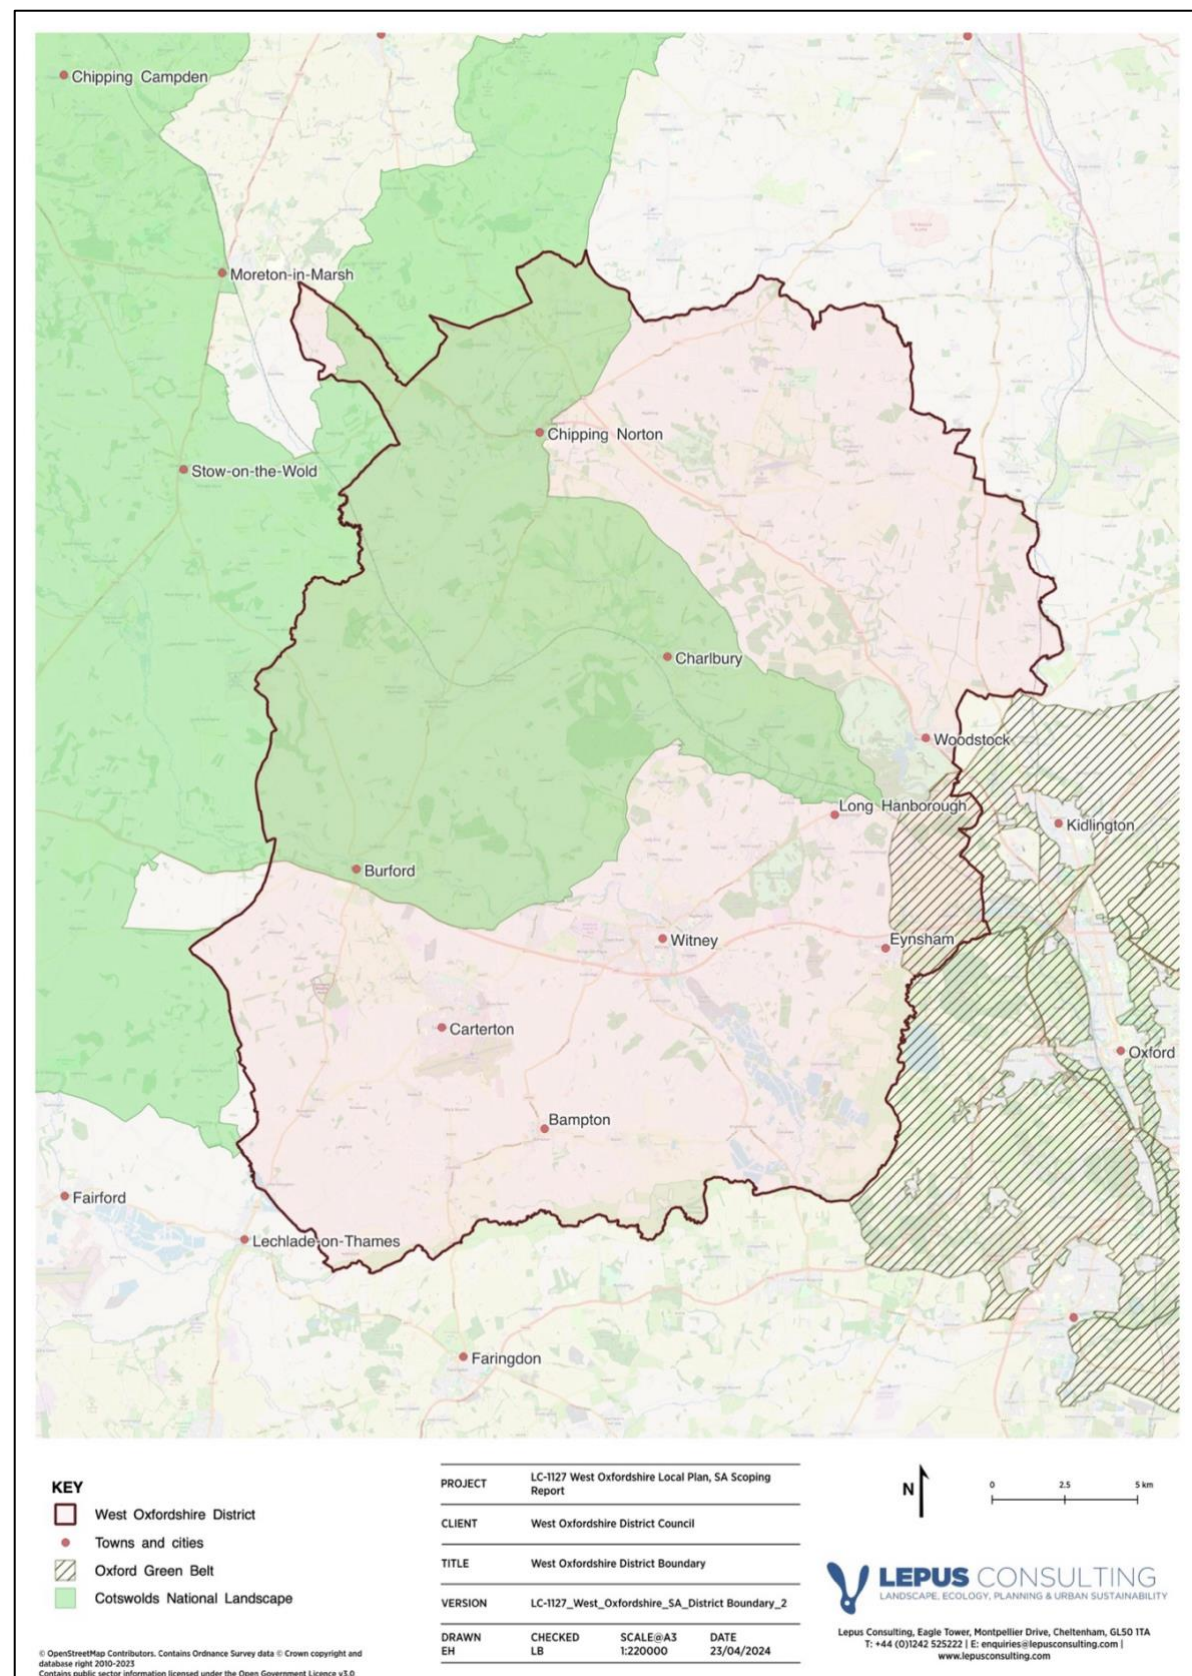 Chipping Campden
Moreton-in-Marsh
Chipping Norton
Stow-on-the-Wold
Charlbury
Woodstock
Long Hanborough
Kidlington
Burford
Witney
Eynsham
Carterton
Oxford
Bampton
Fairford
Lechlade-on-Thames
Faringdon
KEY
West Oxfordshire District
Towns and cities
Oxford Green Belt
Cotswolds National Landscape
© OpenStreetMap Contributors. Contains Ordnance Survey data © Crown copyright and
database right 2010-2023
Contains public sector information licensed under the Open Government Licence v3.0
PROJECT LC-1127 West Oxfordshire Local Plan, SA Scoping
Report
CLIENT West Oxfordshire District Council
TITLE West Oxfordshire District Boundary
VERSION LC-1127_West_Oxfordshire_SA_District Boundary_2
DRAWN CHECKED SCALE@A3 DATE
EH LB 1:220000 23/04/2024
N
0 2.5 5 km
LEPUS CONSULTING
LANDSCAPE, ECOLOGY, PLANNING & URBAN SUSTAINABILITY
Lepus Consulting, Eagle Tower, Montpellier Drive, Cheltenham, GL50 1TA
T: +44 (0)1242 525222 | E: enquiries@lepusconsulting.com |
www.lepusconsulting.com